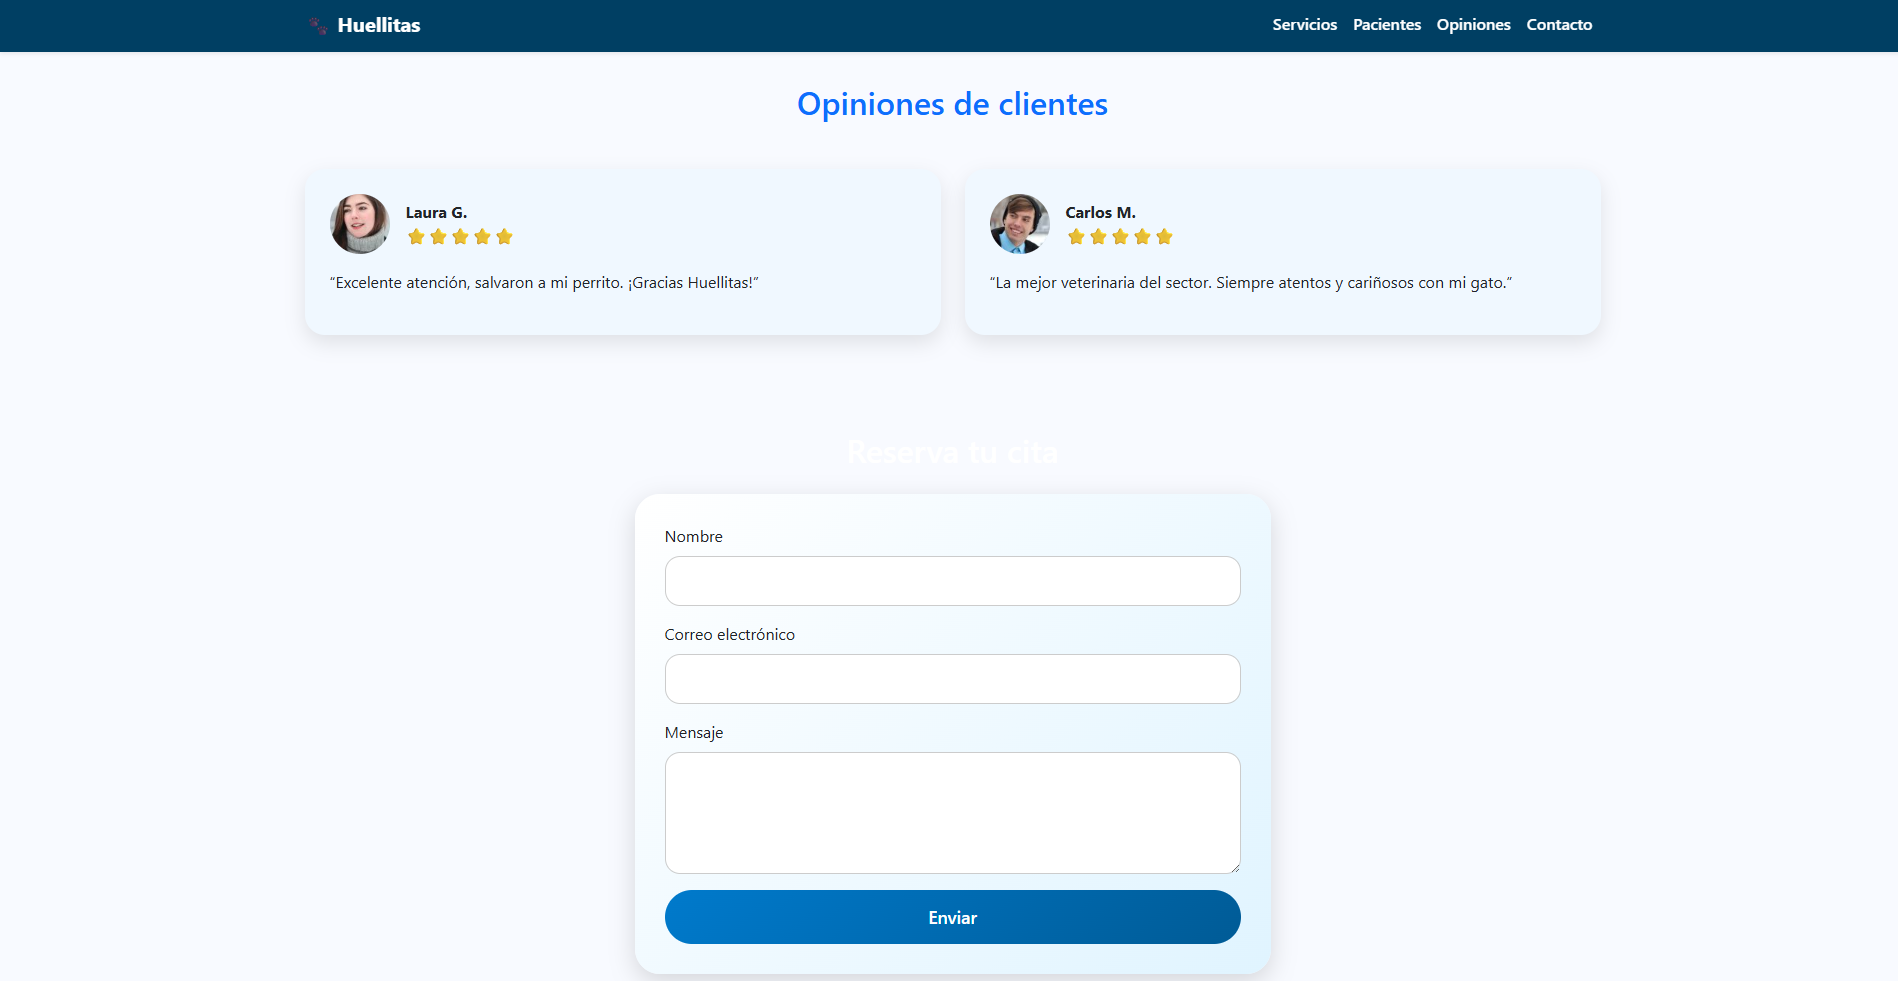 Huellitas
Servicios Pacientes Opiniones Contacto
Opiniones de clientes
Laura G.
“Excelente atención, salvaron a mi perrito. ¡Gracias Huellitas!”
Carlos M.
“La mejor veterinaria del sector. Siempre atentos y cariñosos con mi gato.”
Reserva tu cita
Nombre
Correo electrónico
Mensaje
Enviar